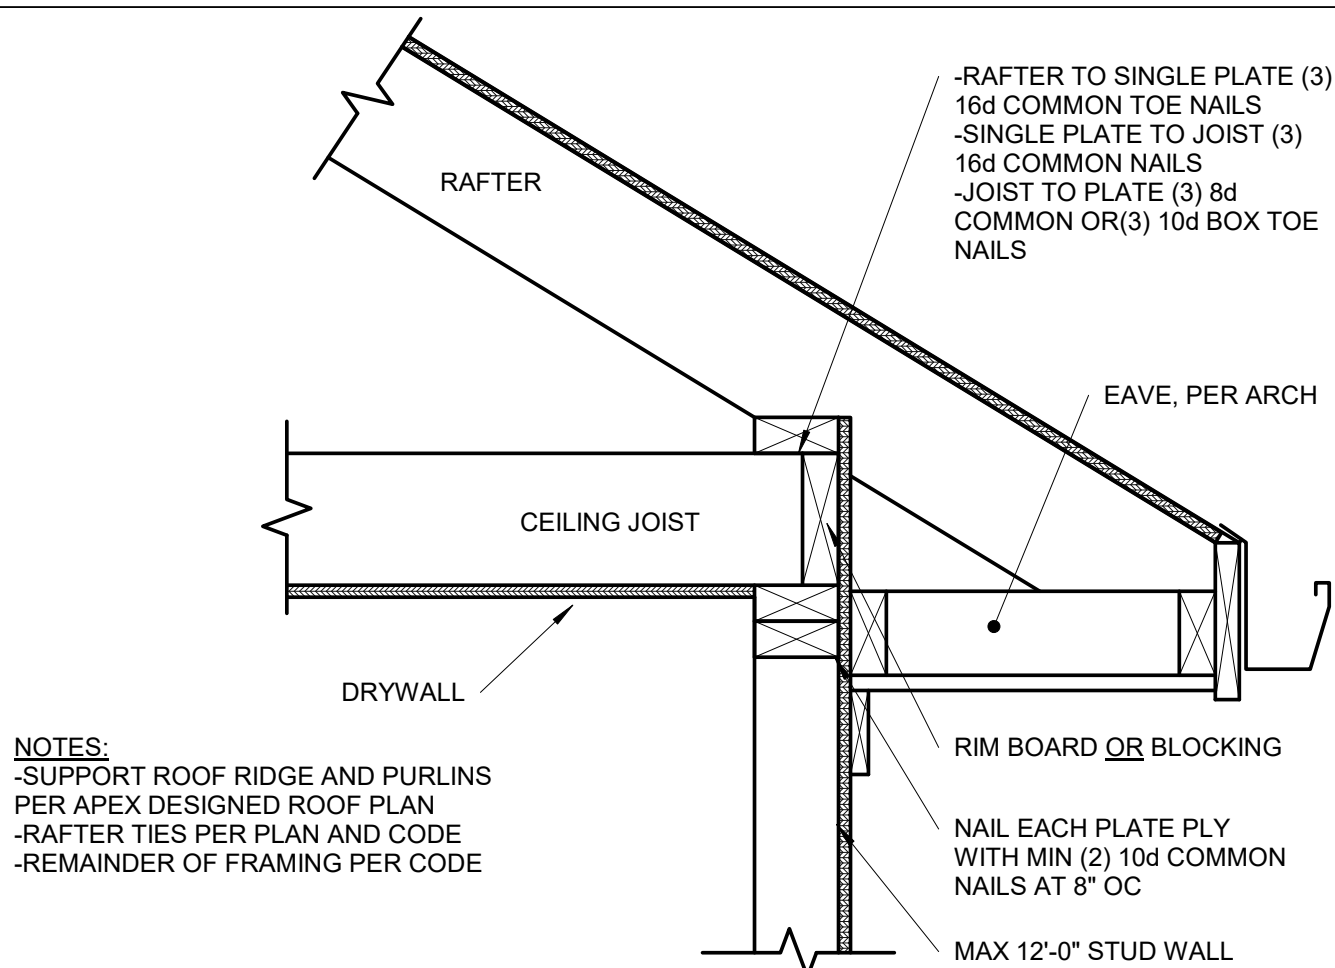 -RAFTER TO SINGLE PLATE (3)
16d COMMON TOE NAILS
-SINGLE PLATE TO JOIST (3)
16d COMMON NAILS
-JOIST TO PLATE (3) 8d
COMMON OR(3) 10d BOX TOE
NAILS
RAFTER
EAVE, PER ARCH
CEILING JOIST
DRYWALL
NOTES:
-SUPPORT ROOF RIDGE AND PURLINS
PER APEX DESIGNED ROOF PLAN
-RAFTER TIES PER PLAN AND CODE
-REMAINDER OF FRAMING PER CODE
RIM BOARD OR BLOCKING
NAIL EACH PLATE PLY
WITH MIN (2) 10d COMMON
NAILS AT 8" OC
MAX 12'-0" STUD WALL